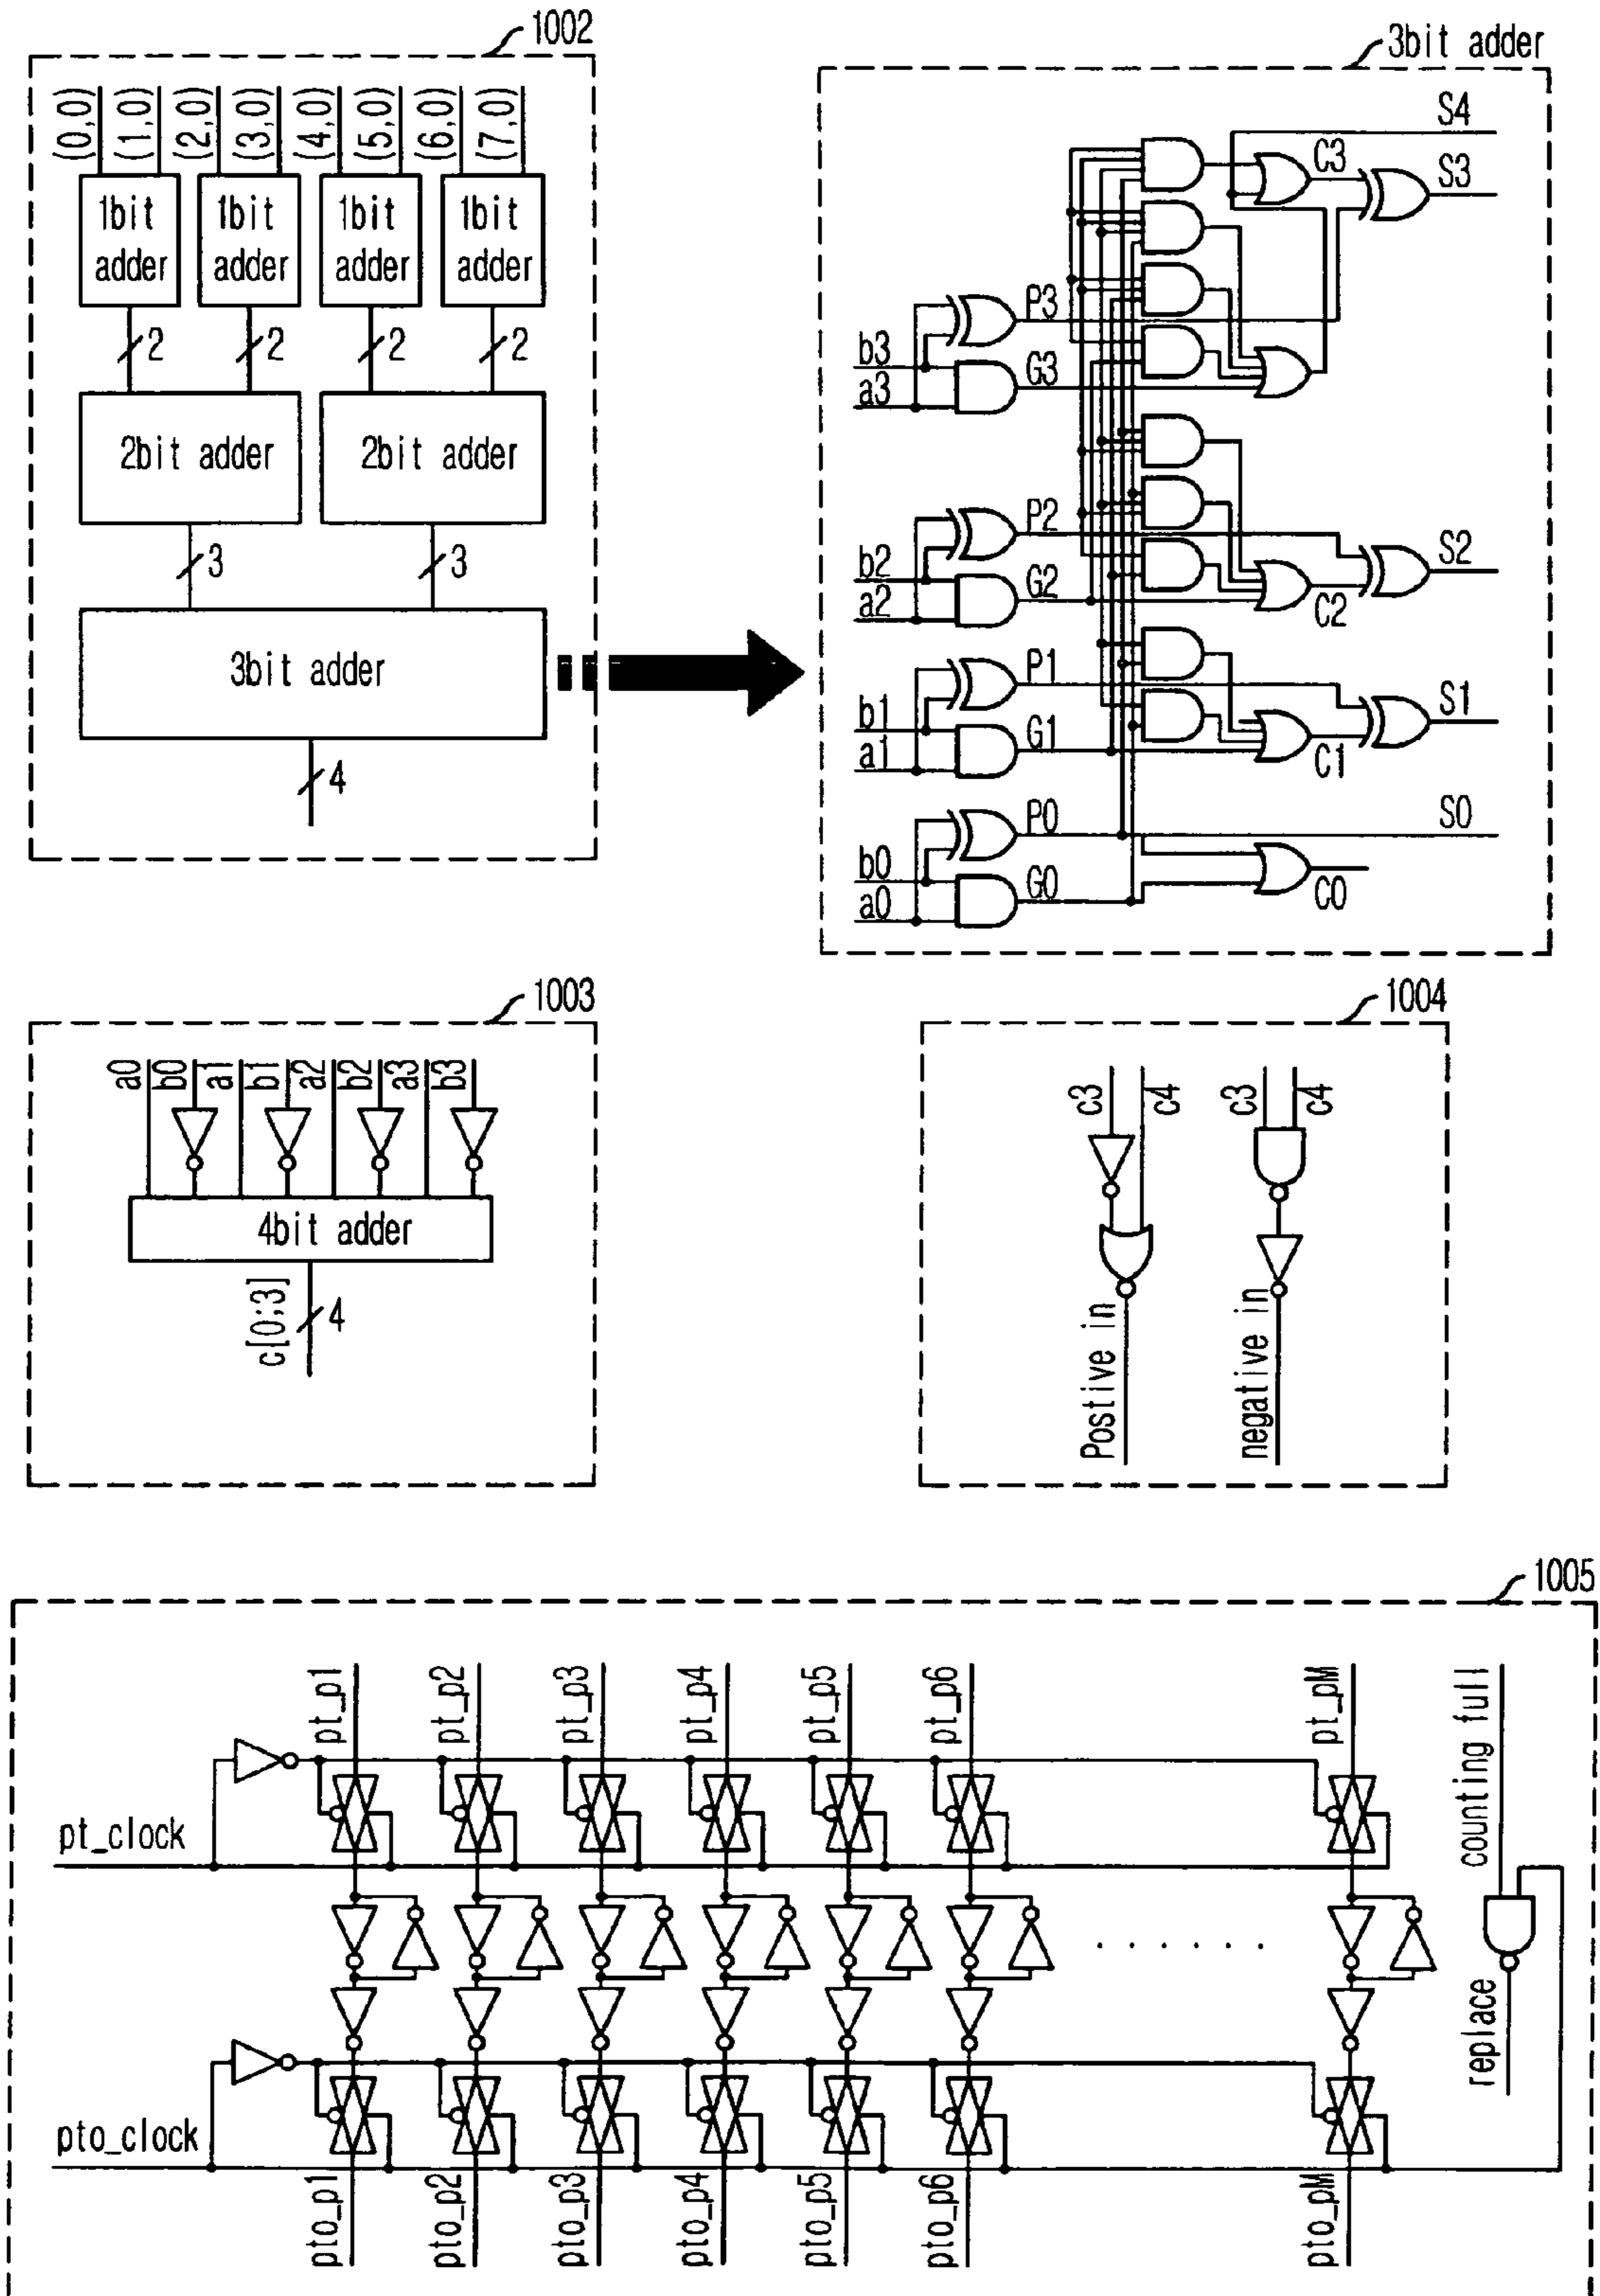 1002
(0,0) (1,0) (2,0) (3,0) (4,0) (5,0) (6,0) (7,0)
1bit adder
1bit adder
1bit adder
1bit adder
2 2 2 2
2bit adder 2bit adder
3 3
3bit adder
4
3bit adder
S4
C3
S3
P3
b3
G3
a3
P2
S2
b2
G2
a2
C2
P1
S1
b1
G1
a1
C1
P0
S0
b0
G0
a0
C0
1003
a0 b0 a1 b1 a2 b2 a3 b3
4bit adder
c[0:3]
4
1004
c3 c4 c3 c4
Postive in
negative in
1005
pt_p1 pt_p2 pt_p3 pt_p4 pt_p5 pt_p6 pt_pM
counting full
pt_clock
. . . . . . .
replace
pto_clock
pto_p1 pto_p2 pto_p3 pto_p4 pto_p5 pto_p6 pto_pM